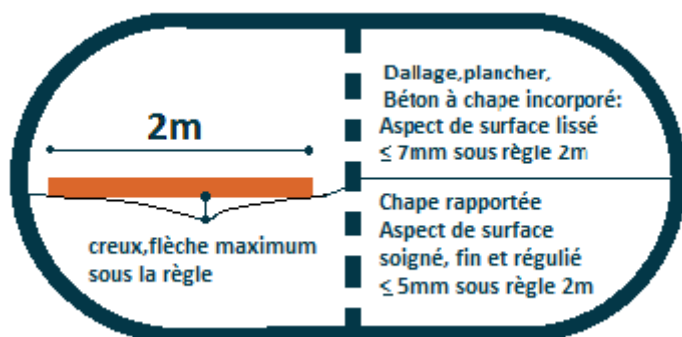 2m
creux,flèche maximum
sous la règle
Dallage,plancher,
Béton à chape incorporé:
Aspect de surface lissé
≤ 7mm sous règle 2m
Chape rapportée
Aspect de surface
soigné, fin et régulié
≤ 5mm sous règle 2m